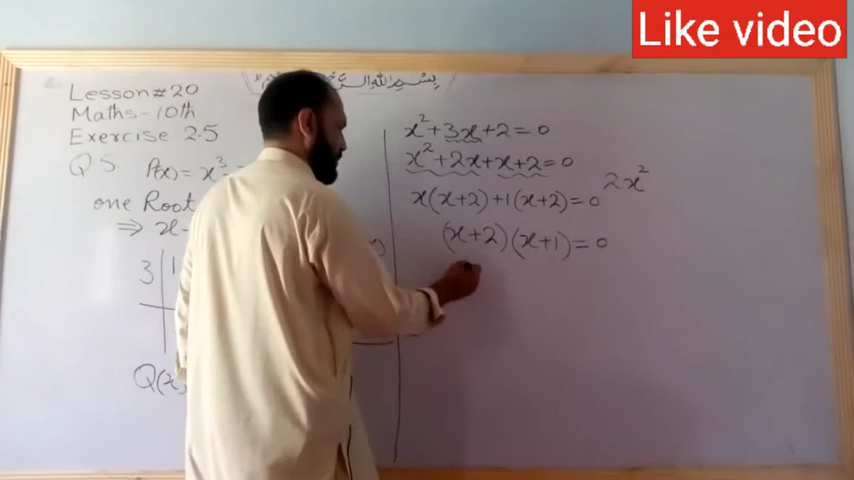 Like video
Lesson #20
Maths-10th
Exercise 2.5
Q5. P(x) = x³ -
one Root
⇒ x-
3 | 1
Q(x)
x² + 3x + 2 = 0
x² + 2x + x + 2 = 0
2x²
x(x+2) + 1(x+2) = 0
(x+2)(x+1) = 0